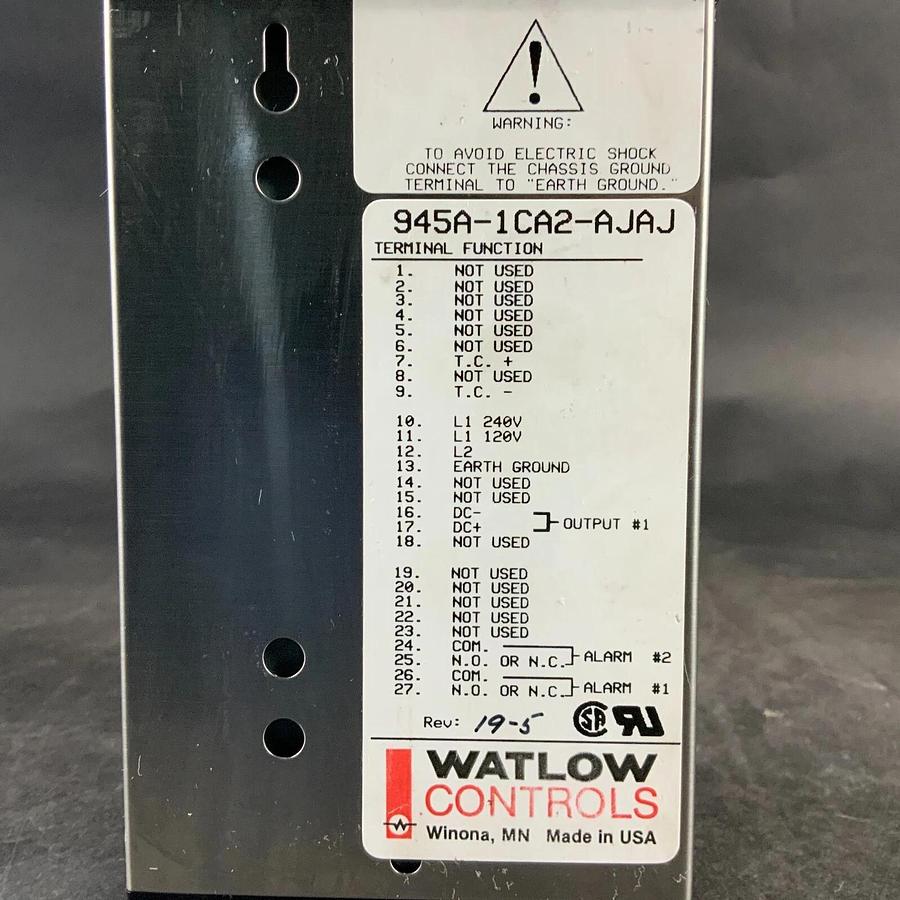 WARNING:
TO AVOID ELECTRIC SHOCK
CONNECT THE CHASSIS GROUND
TERMINAL TO "EARTH GROUND."
945A-1CA2-AJAJ
TERMINAL FUNCTION
1. NOT USED
2. NOT USED
3. NOT USED
4. NOT USED
5. NOT USED
6. NOT USED
7. T.C. +
8. NOT USED
9. T.C. -
10. L1 240V
11. L1 120V
12. L2
13. EARTH GROUND
14. NOT USED
15. NOT USED
16. DC-
17. DC+ OUTPUT #1
18. NOT USED
19. NOT USED
20. NOT USED
21. NOT USED
22. NOT USED
23. NOT USED
24. COM.
25. N.O. OR N.C. ALARM #2
26. COM.
27. N.O. OR N.C. ALARM #1
Rev: 19-5
WATLOW
CONTROLS
Winona, MN Made in USA